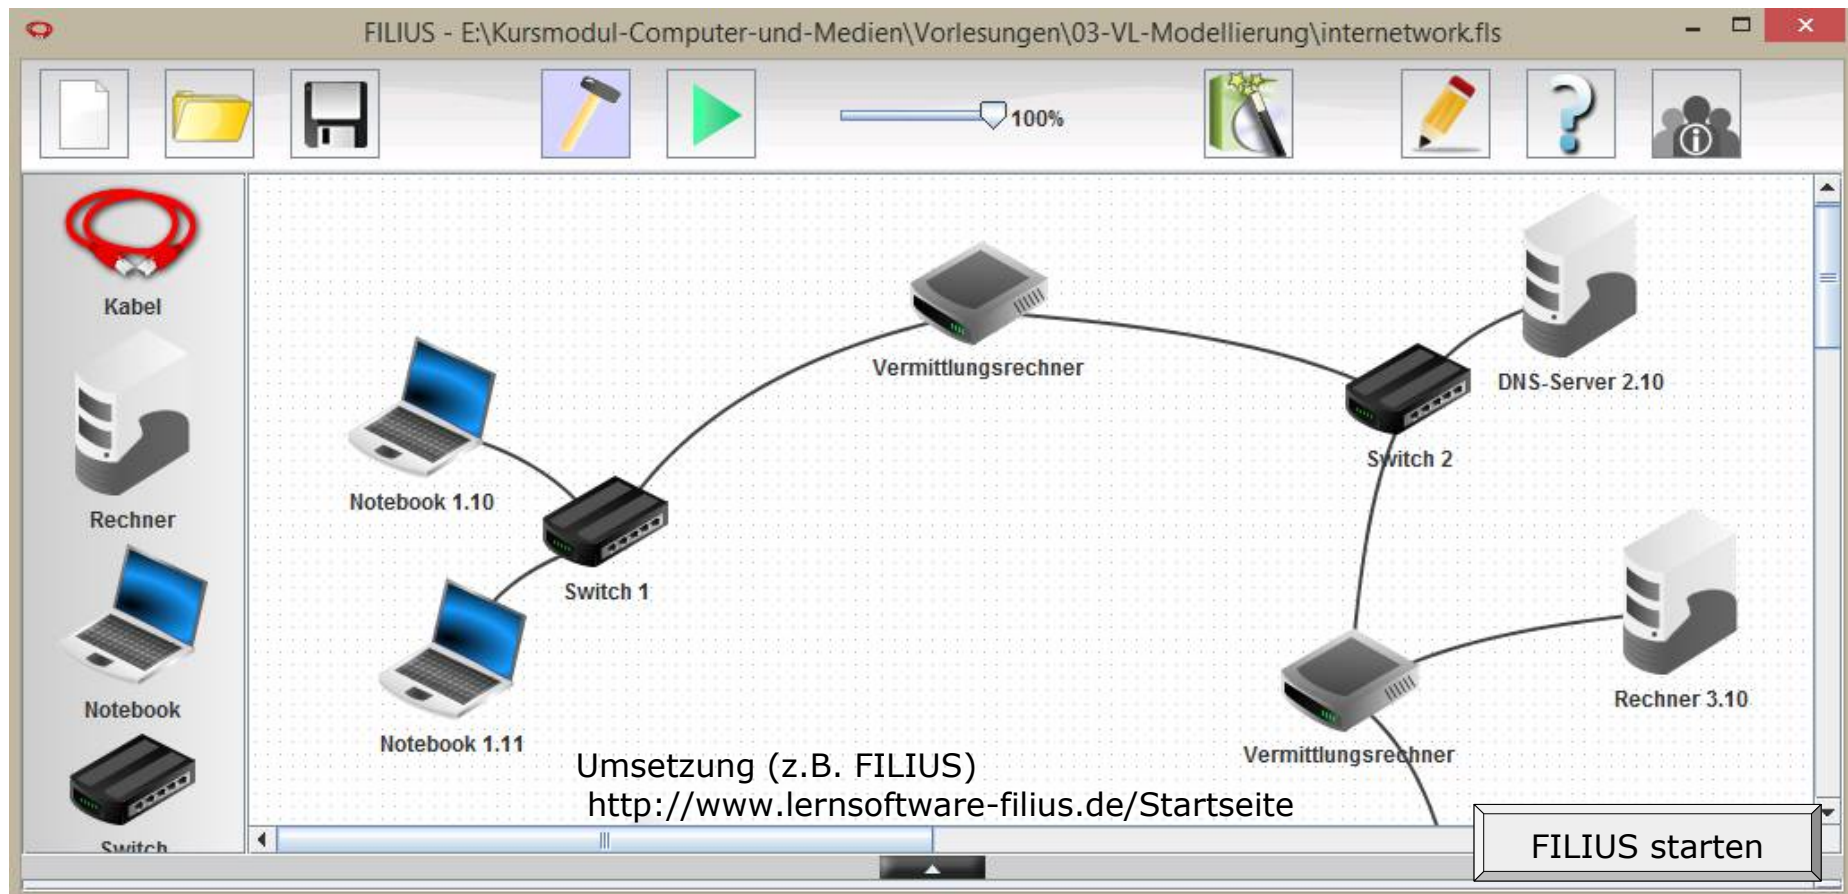 FILIUS - E:\Kursmodul-Computer-und-Medien\Vorlesungen\03-VL-Modellierung\internetwork.fls
100%
Kabel
Rechner
Notebook
Switch
Vermittlungsrechner
DNS-Server 2.10
Switch 2
Notebook 1.10
Switch 1
Rechner 3.10
Notebook 1.11
Vermittlungsrechner
Umsetzung (z.B. FILIUS)
http://www.lernsoftware-filius.de/Startseite
FILIUS starten